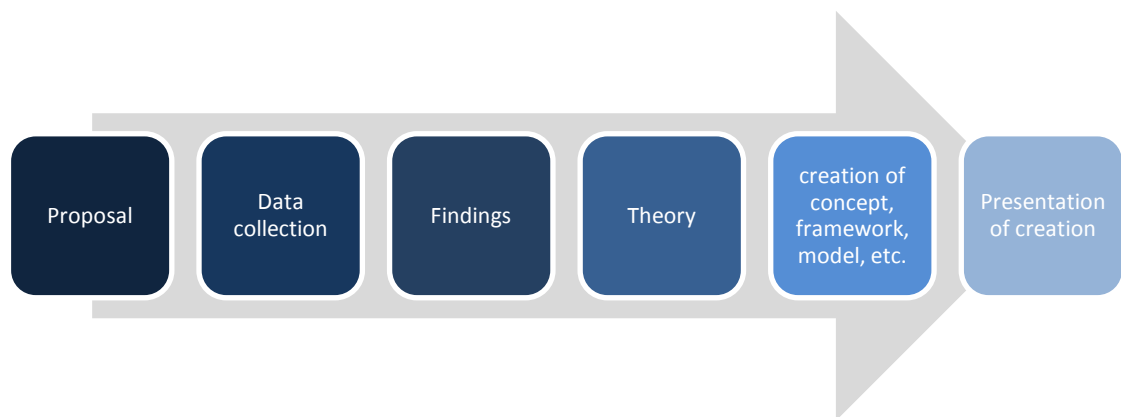 Proposal
Data
collection
Findings
Theory
creation of
concept,
framework,
model, etc.
Presentation
of creation